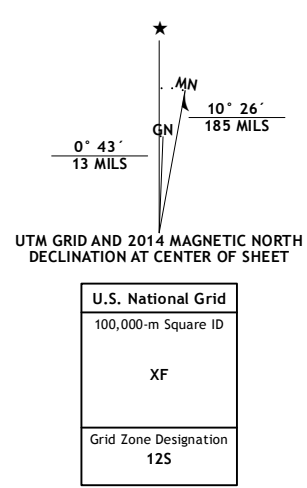 ★
MN
10° 26´
185 MILS
GN
0° 43´
13 MILS
UTM GRID AND 2014 MAGNETIC NORTH
DECLINATION AT CENTER OF SHEET
U.S. National Grid
100,000-m Square ID
XF
Grid Zone Designation
12S